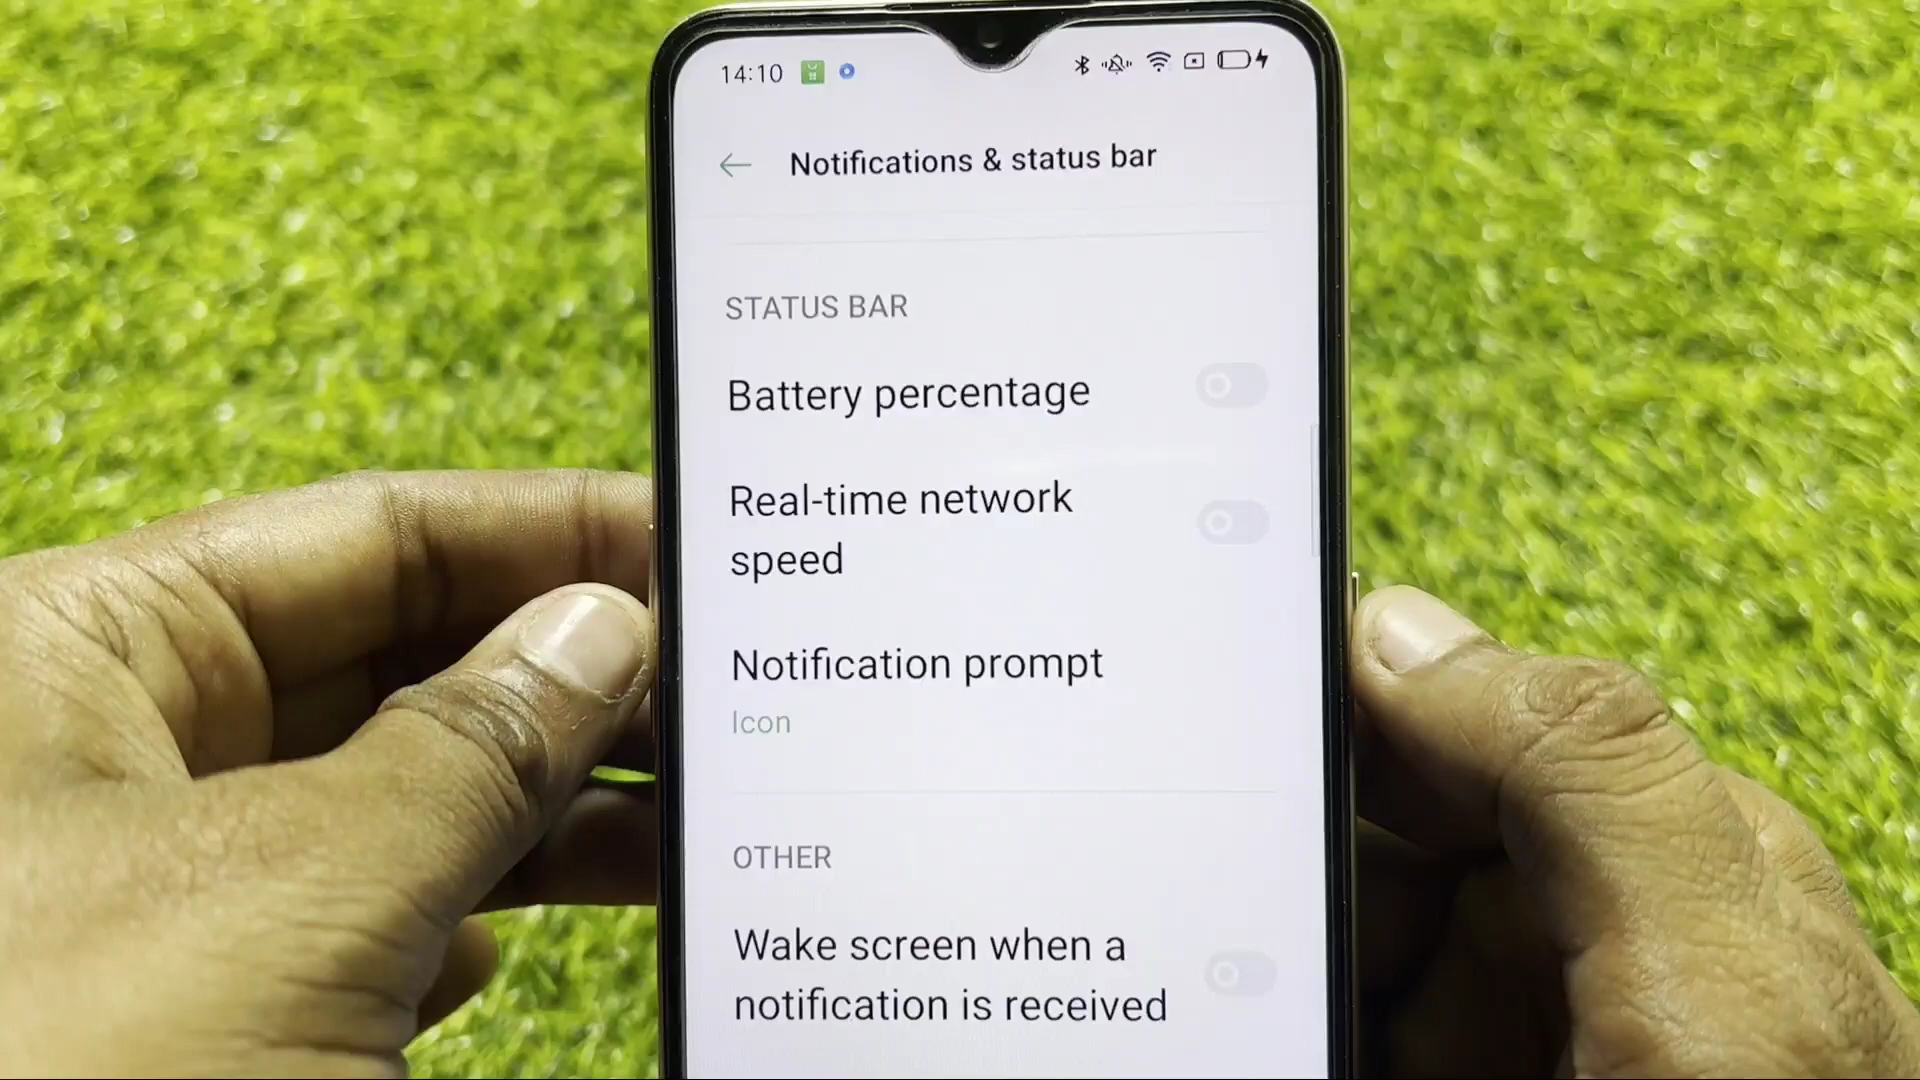 14:10
Notifications & status bar
STATUS BAR
Battery percentage
Real-time network
speed
Notification prompt
Icon
OTHER
Wake screen when a
notification is received